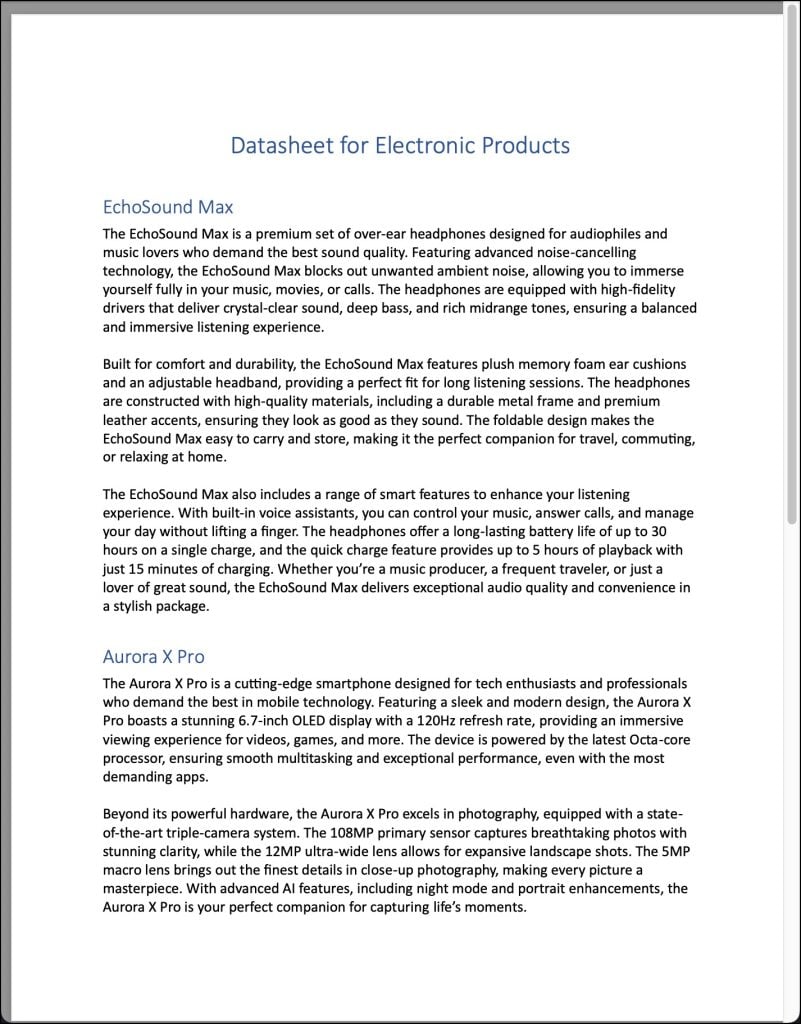 Datasheet for Electronic Products
EchoSound Max
The EchoSound Max is a premium set of over-ear headphones designed for audiophiles and
music lovers who demand the best sound quality. Featuring advanced noise-cancelling
technology, the EchoSound Max blocks out unwanted ambient noise, allowing you to immerse
yourself fully in your music, movies, or calls. The headphones are equipped with high-fidelity
drivers that deliver crystal-clear sound, deep bass, and rich midrange tones, ensuring a balanced
and immersive listening experience.
Built for comfort and durability, the EchoSound Max features plush memory foam ear cushions
and an adjustable headband, providing a perfect fit for long listening sessions. The headphones
are constructed with high-quality materials, including a durable metal frame and premium
leather accents, ensuring they look as good as they sound. The foldable design makes the
EchoSound Max easy to carry and store, making it the perfect companion for travel, commuting,
or relaxing at home.
The EchoSound Max also includes a range of smart features to enhance your listening
experience. With built-in voice assistants, you can control your music, answer calls, and manage
your day without lifting a finger. The headphones offer a long-lasting battery life of up to 30
hours on a single charge, and the quick charge feature provides up to 5 hours of playback with
just 15 minutes of charging. Whether you’re a music producer, a frequent traveler, or just a
lover of great sound, the EchoSound Max delivers exceptional audio quality and convenience in
a stylish package.
Aurora X Pro
The Aurora X Pro is a cutting-edge smartphone designed for tech enthusiasts and professionals
who demand the best in mobile technology. Featuring a sleek and modern design, the Aurora X
Pro boasts a stunning 6.7-inch OLED display with a 120Hz refresh rate, providing an immersive
viewing experience for videos, games, and more. The device is powered by the latest Octa-core
processor, ensuring smooth multitasking and exceptional performance, even with the most
demanding apps.
Beyond its powerful hardware, the Aurora X Pro excels in photography, equipped with a state-
of-the-art triple-camera system. The 108MP primary sensor captures breathtaking photos with
stunning clarity, while the 12MP ultra-wide lens allows for expansive landscape shots. The 5MP
macro lens brings out the finest details in close-up photography, making every picture a
masterpiece. With advanced AI features, including night mode and portrait enhancements, the
Aurora X Pro is your perfect companion for capturing life’s moments.